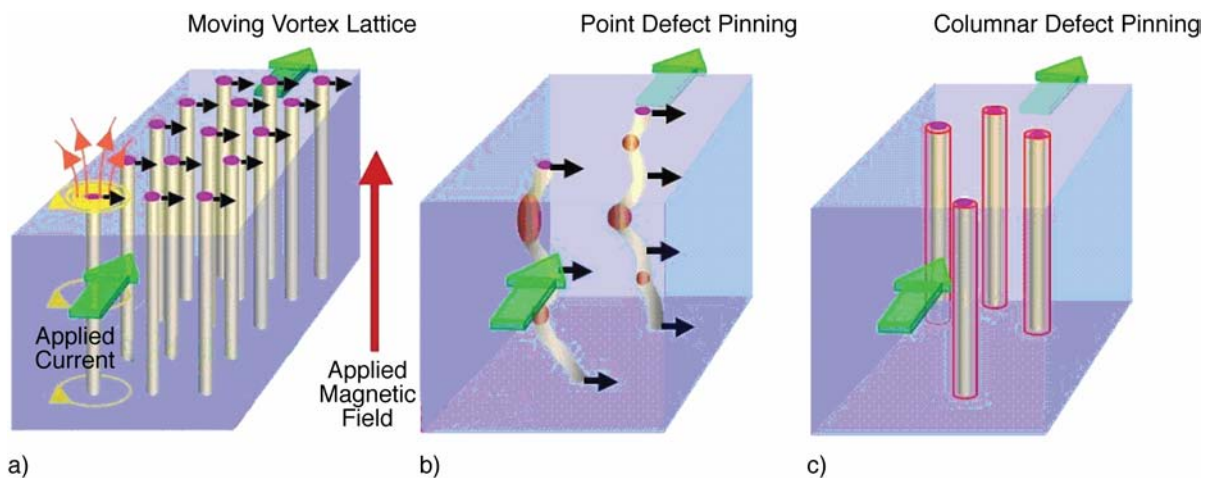 Moving Vortex Lattice
Point Defect Pinning
Columnar Defect Pinning
Applied
Current
Applied
Magnetic
Field
a)
b)
c)